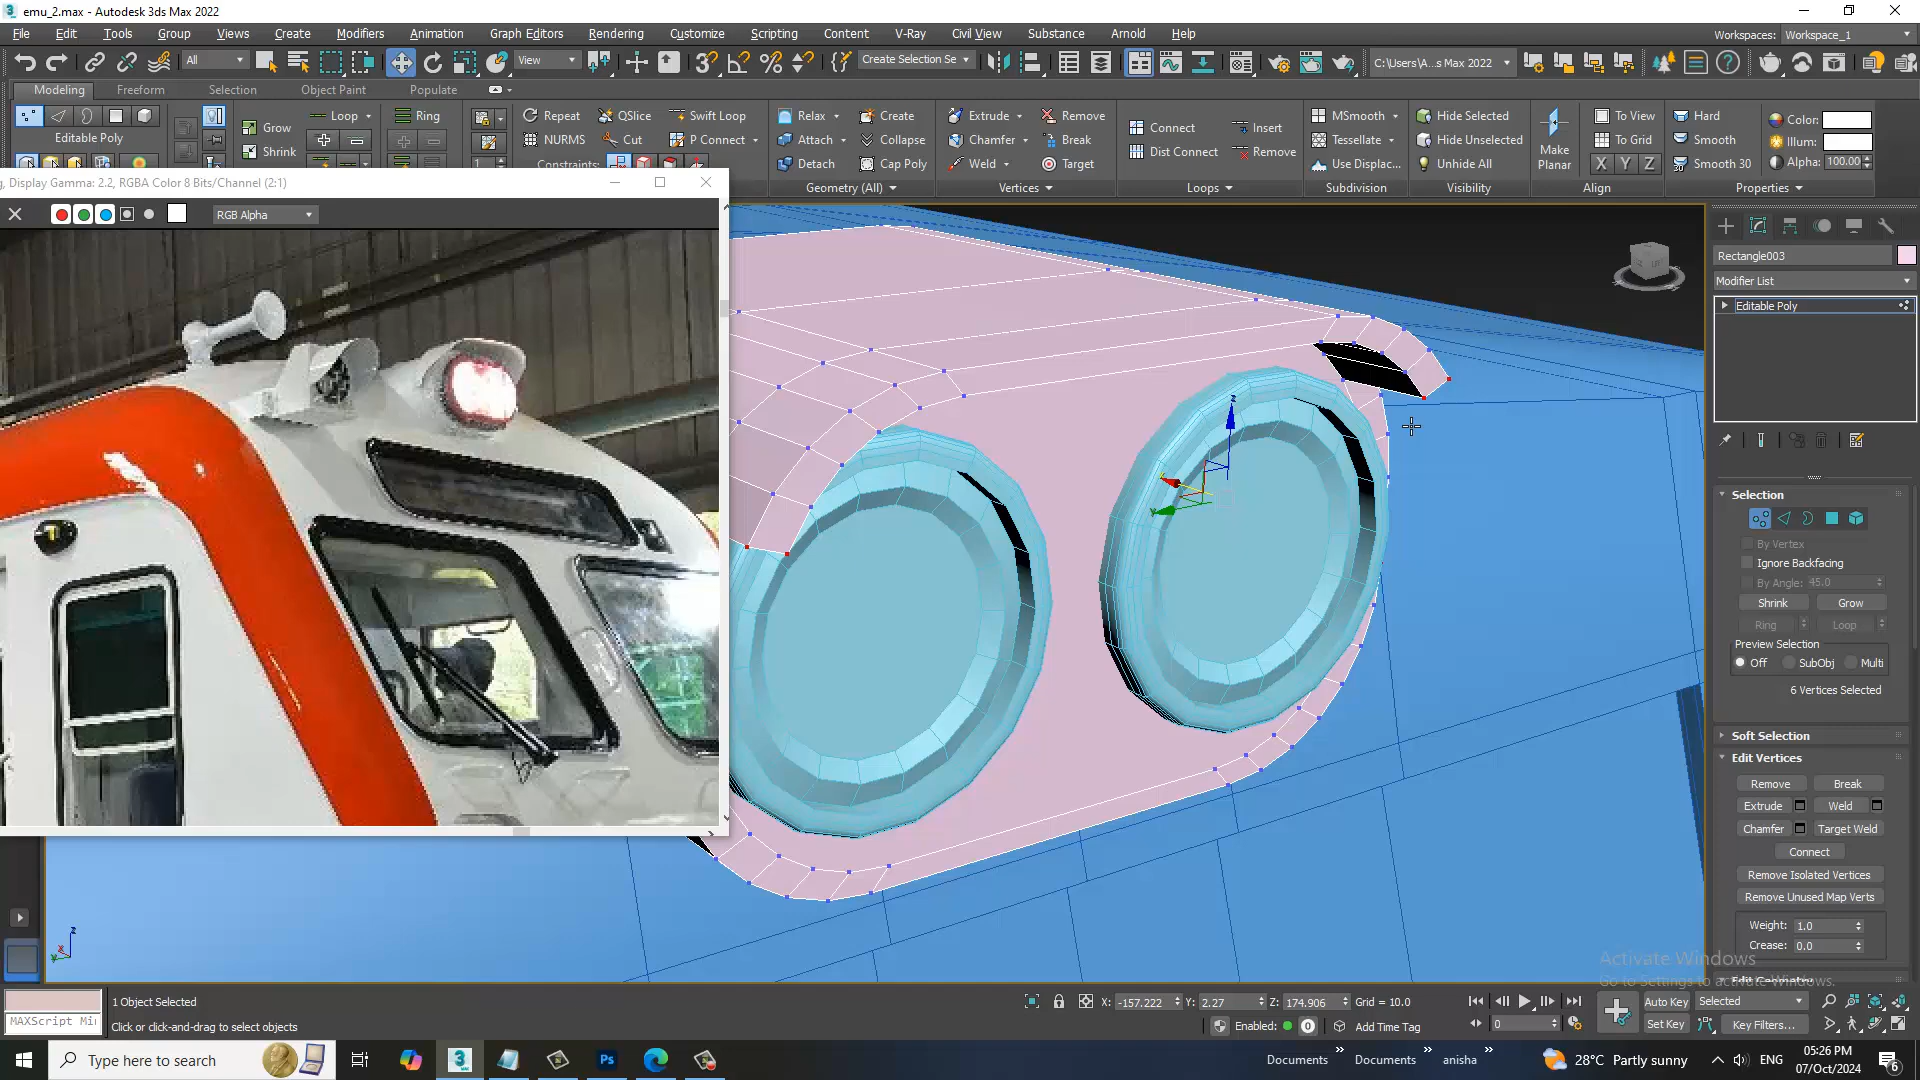 emu_2.max - Autodesk 3ds Max 2022
File Edit Tools Group Views Create Modifiers Animation Graph Editors Rendering Customize Scripting Content V-Ray Civil View Substance Arnold Help Workspaces: Workspace_1
All View Create Selection Se C:\Users\A...s Max 2022
Modeling Freeform Selection Object Paint Populate
Grow Loop Ring Repeat QSlice Swift Loop Relax Create Extrude Remove Connect Insert MSmooth Hide Selected To View Hard Color:
Editable Poly NURMS Cut P Connect Attach Collapse Chamfer Break Tessellate Hide Unselected Make To Grid Smooth Illum:
Shrink Constraints: Detach Cap Poly Weld Target Dist Connect Remove Use Displac... Unhide All Planar X Y Z Smooth 30 Alpha: 100.00
Geometry (All) Vertices Loops Subdivision Visibility Align Properties
g, Display Gamma: 2.2, RGBA Color 8 Bits/Channel (2:1)
RGB Alpha
Rectangle003
Modifier List
Editable Poly
Selection
By Vertex
Ignore Backfacing
By Angle: 45.0
Shrink Grow
Ring Loop
Preview Selection
Off SubObj Multi
6 Vertices Selected
Soft Selection
Edit Vertices
Remove Break
Extrude Weld
Chamfer Target Weld
Connect
Remove Isolated Vertices
Remove Unused Map Verts
Weight: 1.0
Crease: 0.0
Activate Windows
Go to Settings to activate Windows.
1 Object Selected X: -157.222 Y: 2.27 Z: 174.906 Grid = 10.0 Auto Key Selected
MAXScript Mi Click or click-and-drag to select objects Enabled: 0 Add Time Tag 0 Set Key Key Filters...
Type here to search Documents Documents anisha 28°C Partly sunny ENG 05:26 PM
07/Oct/2024 6